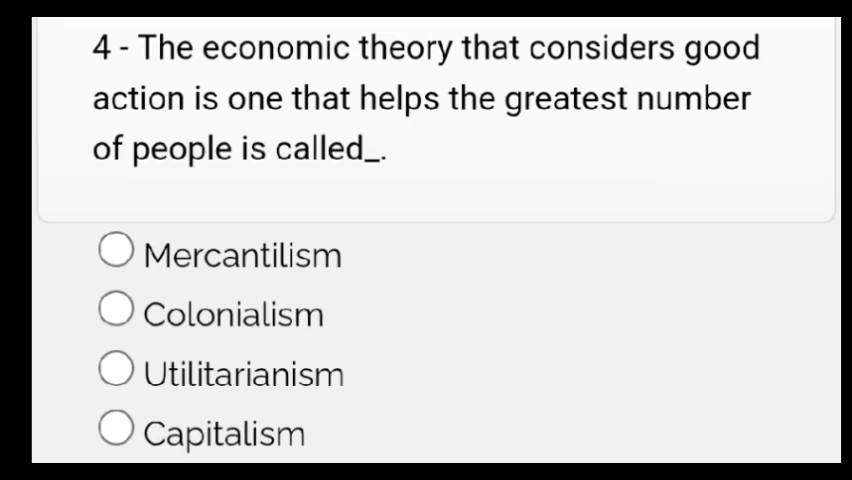 4 - The economic theory that considers good
action is one that helps the greatest number
of people is called_.
Mercantilism
Colonialism
Utilitarianism
Capitalism